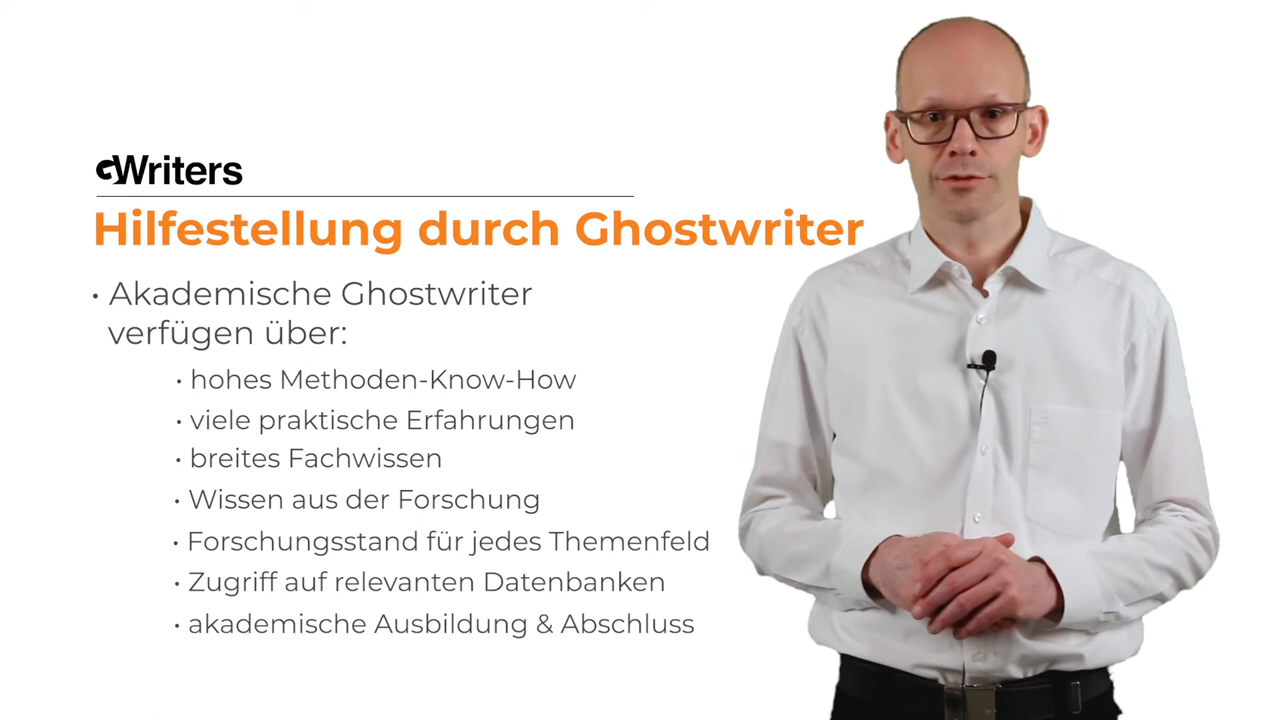 GWriters
Hilfestellung durch Ghostwriter
• Akademische Ghostwriter
verfügen über:
• hohes Methoden-Know-How
• viele praktische Erfahrungen
• breites Fachwissen
• Wissen aus der Forschung
• Forschungsstand für jedes Themenfeld
• Zugriff auf relevanten Datenbanken
• akademische Ausbildung & Abschluss